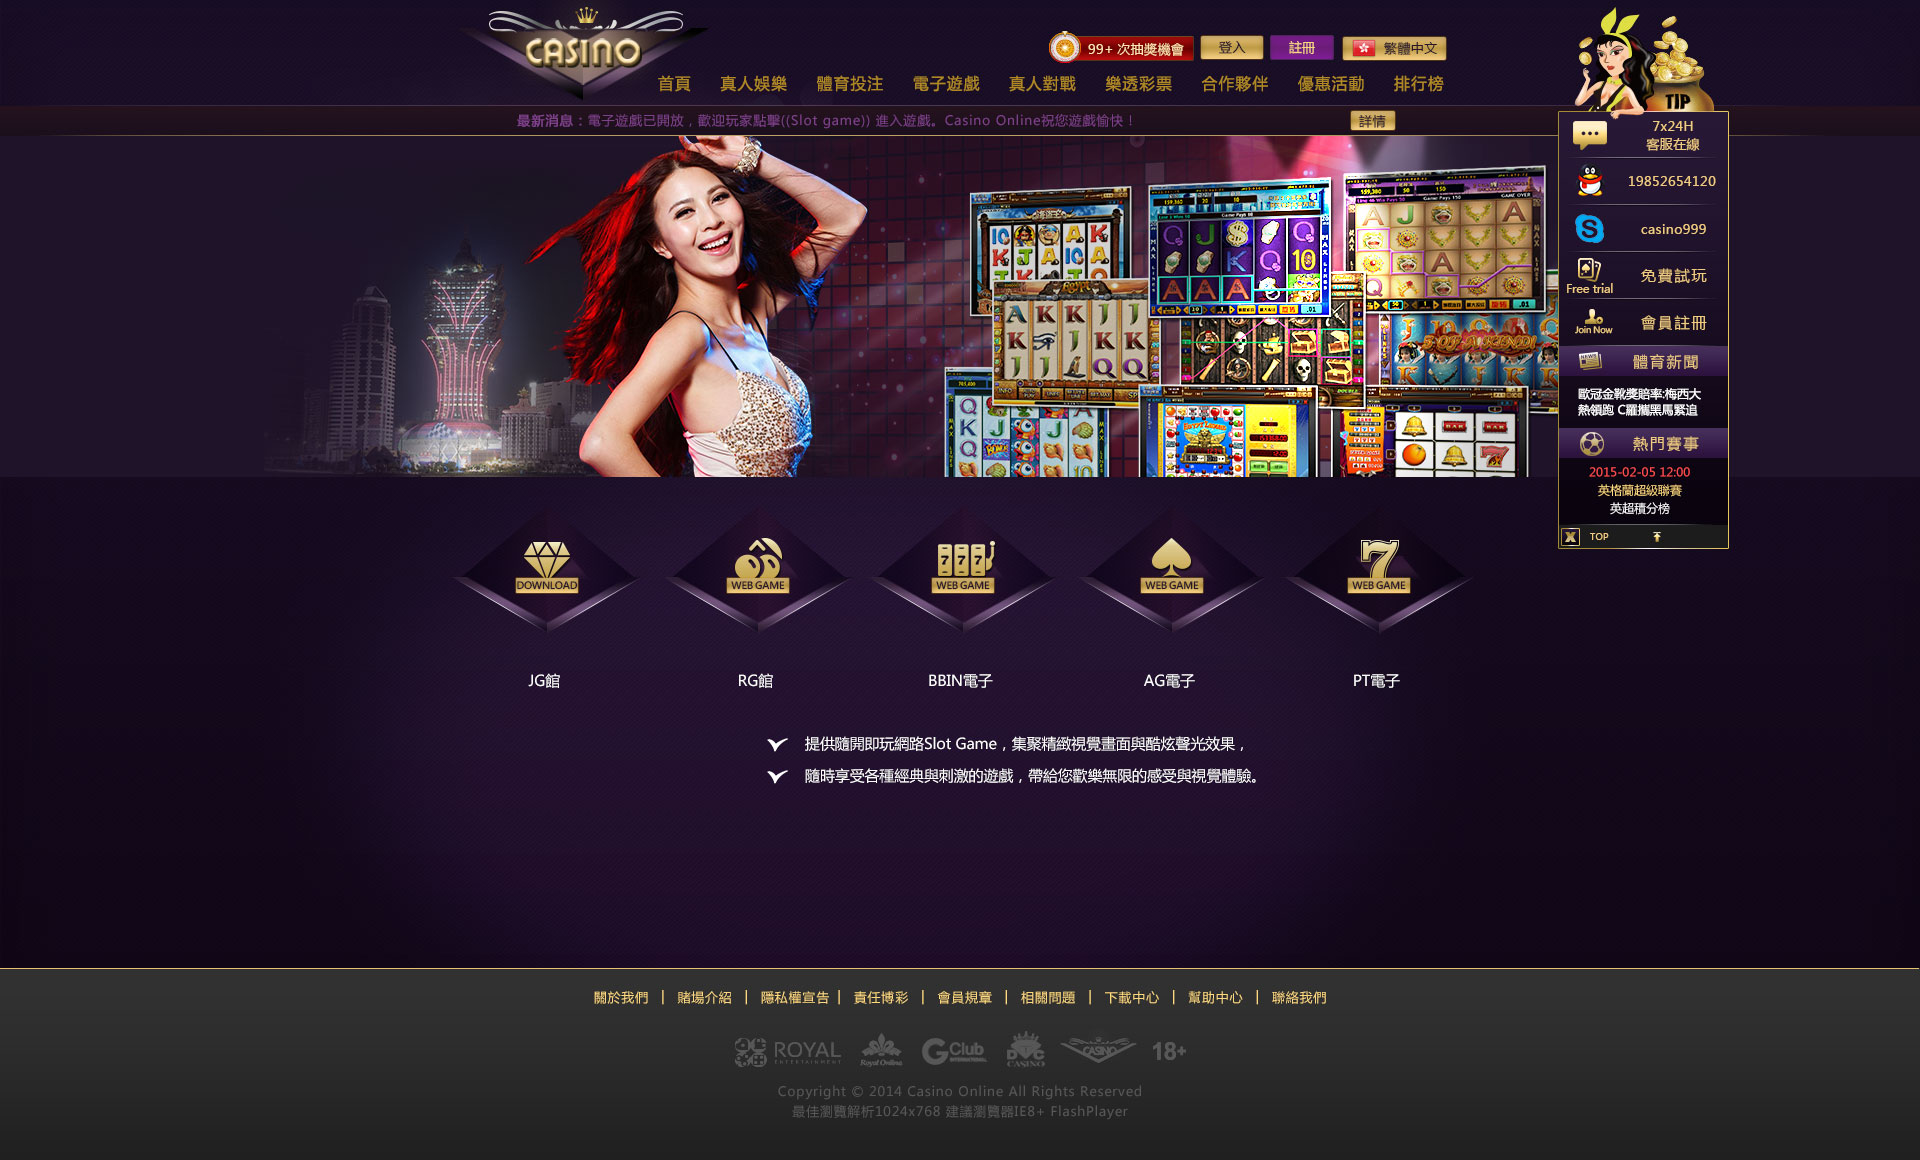 CASINO
99+ 次抽獎機會
登入
註冊
繁體中文
首頁 真人娛樂 體育投注 電子遊戲 真人對戰 樂透彩票 合作夥伴 優惠活動 排行榜
TIP
最新消息：電子遊戲已開放，歡迎玩家點擊((Slot game)) 進入遊戲。Casino Online祝您遊戲愉快！
詳情
7x24H
客服在線
19852654120
casino999
Free trial
免費試玩
Join Now
會員註冊
NEWS
體育新聞
歐冠金靴獎賠率:梅西大
熱領跑 C羅攜黑馬緊追
熱門賽事
2015-02-05 12:00
英格蘭超級聯賽
英超積分榜
X TOP
DOWNLOAD
WEB GAME
777
WEB GAME
WEB GAME
7
WEB GAME
JG館
RG館
BBIN電子
AG電子
PT電子
提供隨開即玩網路Slot Game，集聚精緻視覺畫面與酷炫聲光效果，
隨時享受各種經典與刺激的遊戲，帶給您歡樂無限的感受與視覺體驗。
關於我們 | 賭場介紹 | 隱私權宣告 | 責任博彩 | 會員規章 | 相關問題 | 下載中心 | 幫助中心 | 聯絡我們
ROYAL
ENTERTAINMENT
Royal Online
GClub
DVC
CASINO
CASINO
18+
Copyright © 2014 Casino Online All Rights Reserved
最佳瀏覽解析1024x768 建議瀏覽器IE8+ FlashPlayer